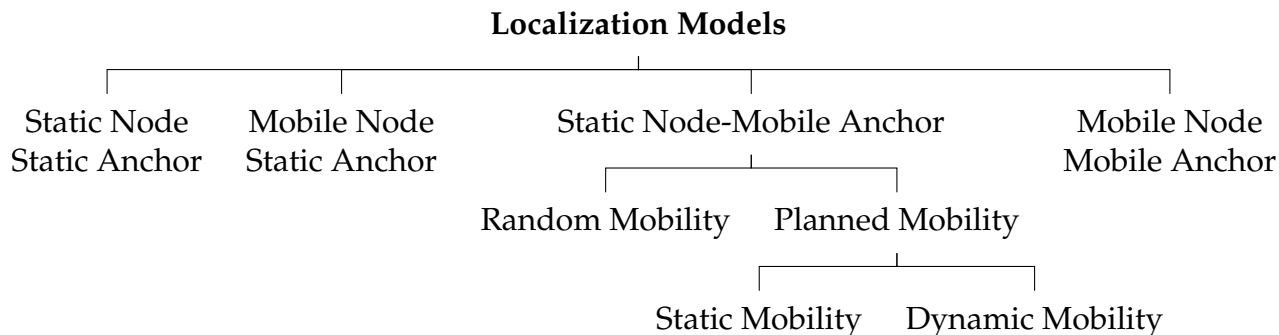 Localization Models
Static Node
Static Anchor
Mobile Node
Static Anchor
Static Node-Mobile Anchor
Mobile Node
Mobile Anchor
Random Mobility
Planned Mobility
Static Mobility
Dynamic Mobility